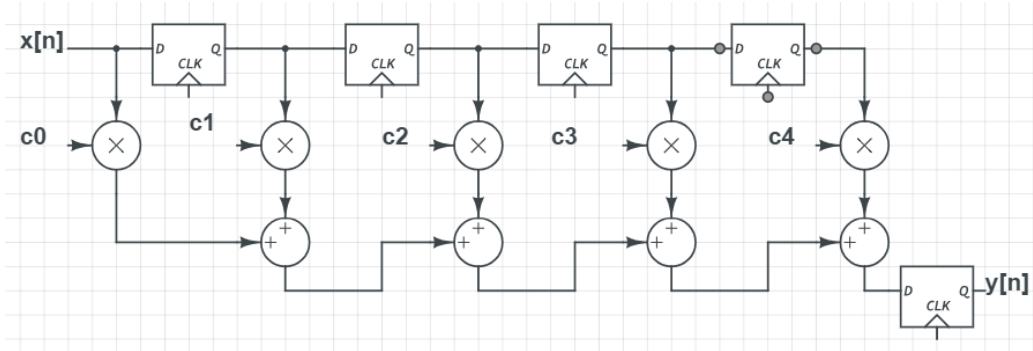 x[n]
D Q CLK
D Q CLK
D Q CLK
D Q CLK
c0
c1
c2
c3
c4
× × × × ×
+ + + + + + + +
D Q CLK
y[n]